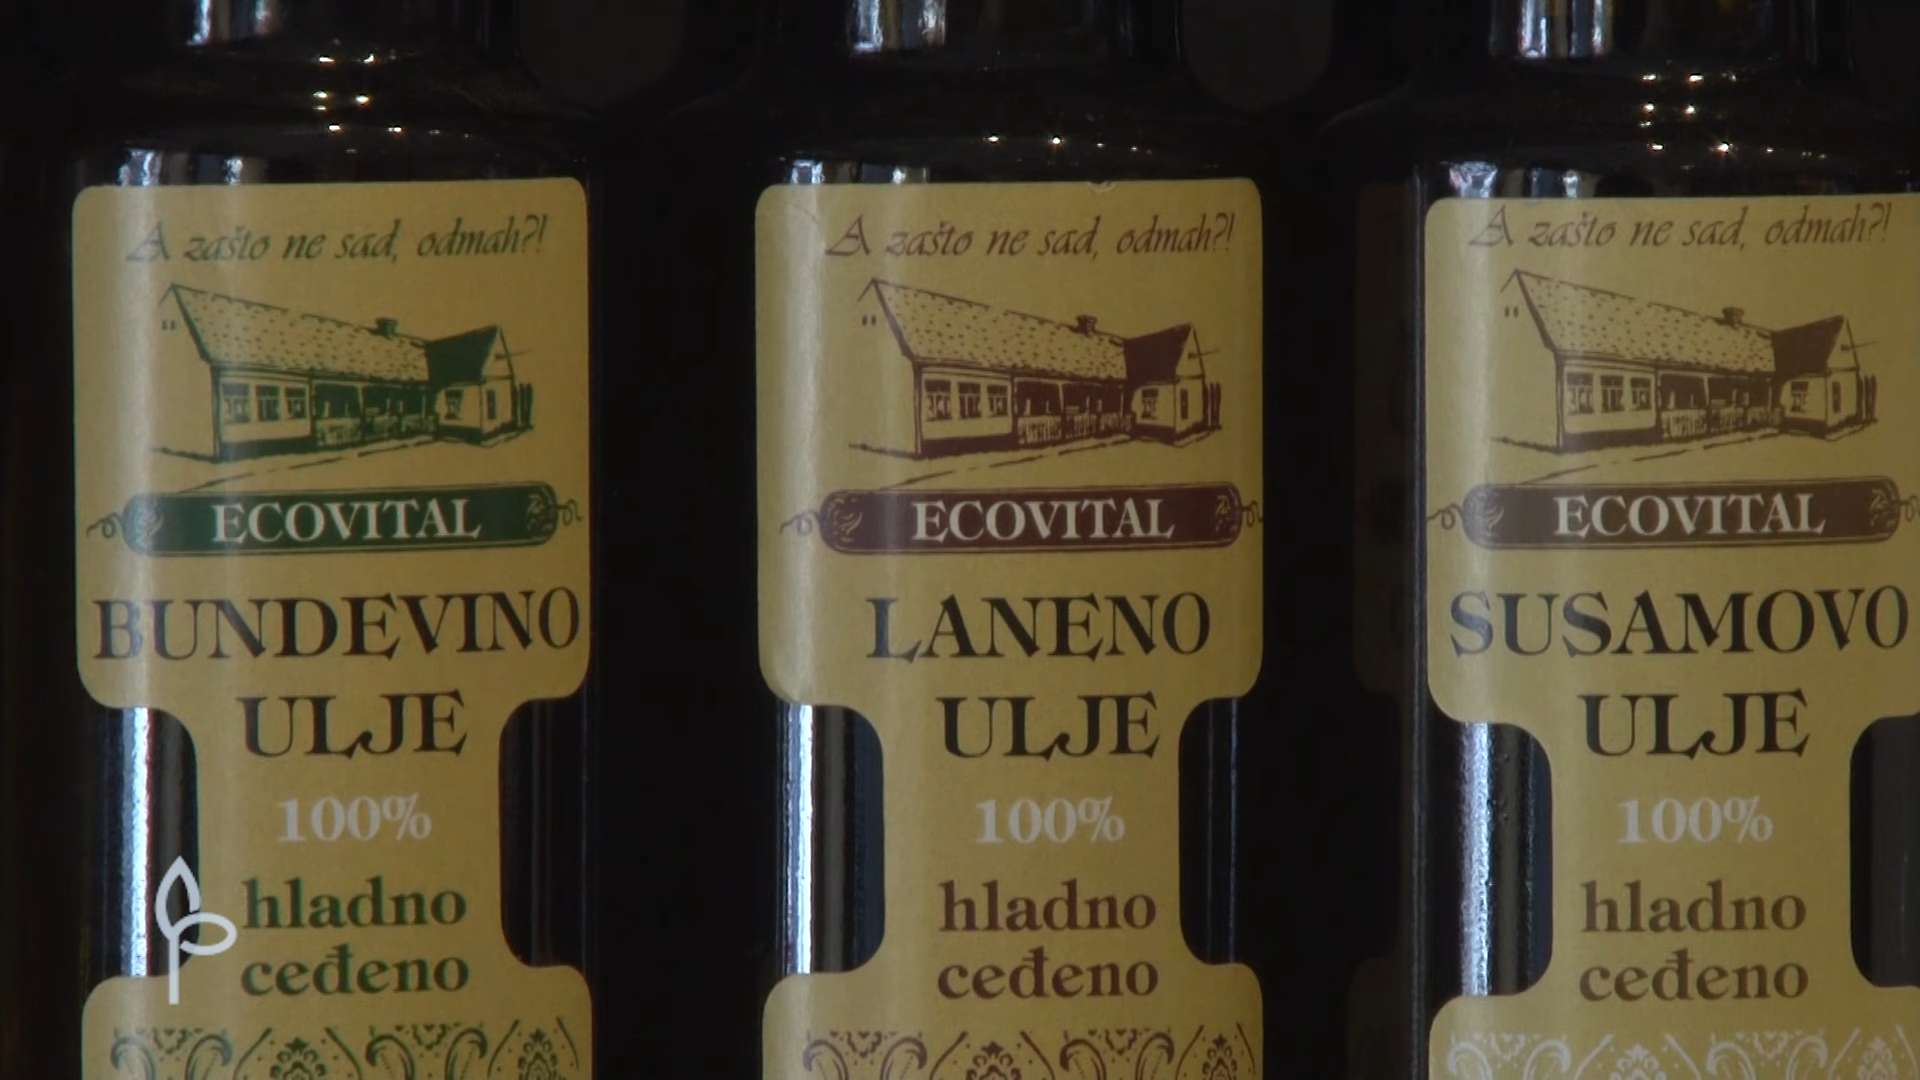 A zašto ne sad, odmah?!
ECOVITAL
BUNDEVINO
ULJE
100%
hladno
ceđeno
A zašto ne sad, odmah?!
ECOVITAL
LANENO
ULJE
100%
hladno
ceđeno
A zašto ne sad, odmah?!
ECOVITAL
SUSAMOVO
ULJE
100%
hladno
ceđeno